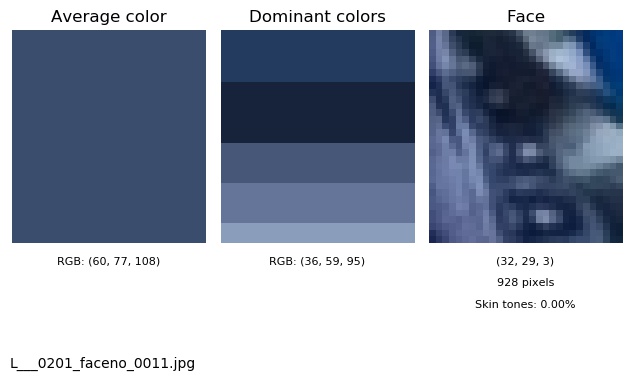 Average color
Dominant colors
Face
RGB: (60, 77, 108)
RGB: (36, 59, 95)
(32, 29, 3)
928 pixels
Skin tones: 0.00%
L___0201_faceno_0011.jpg